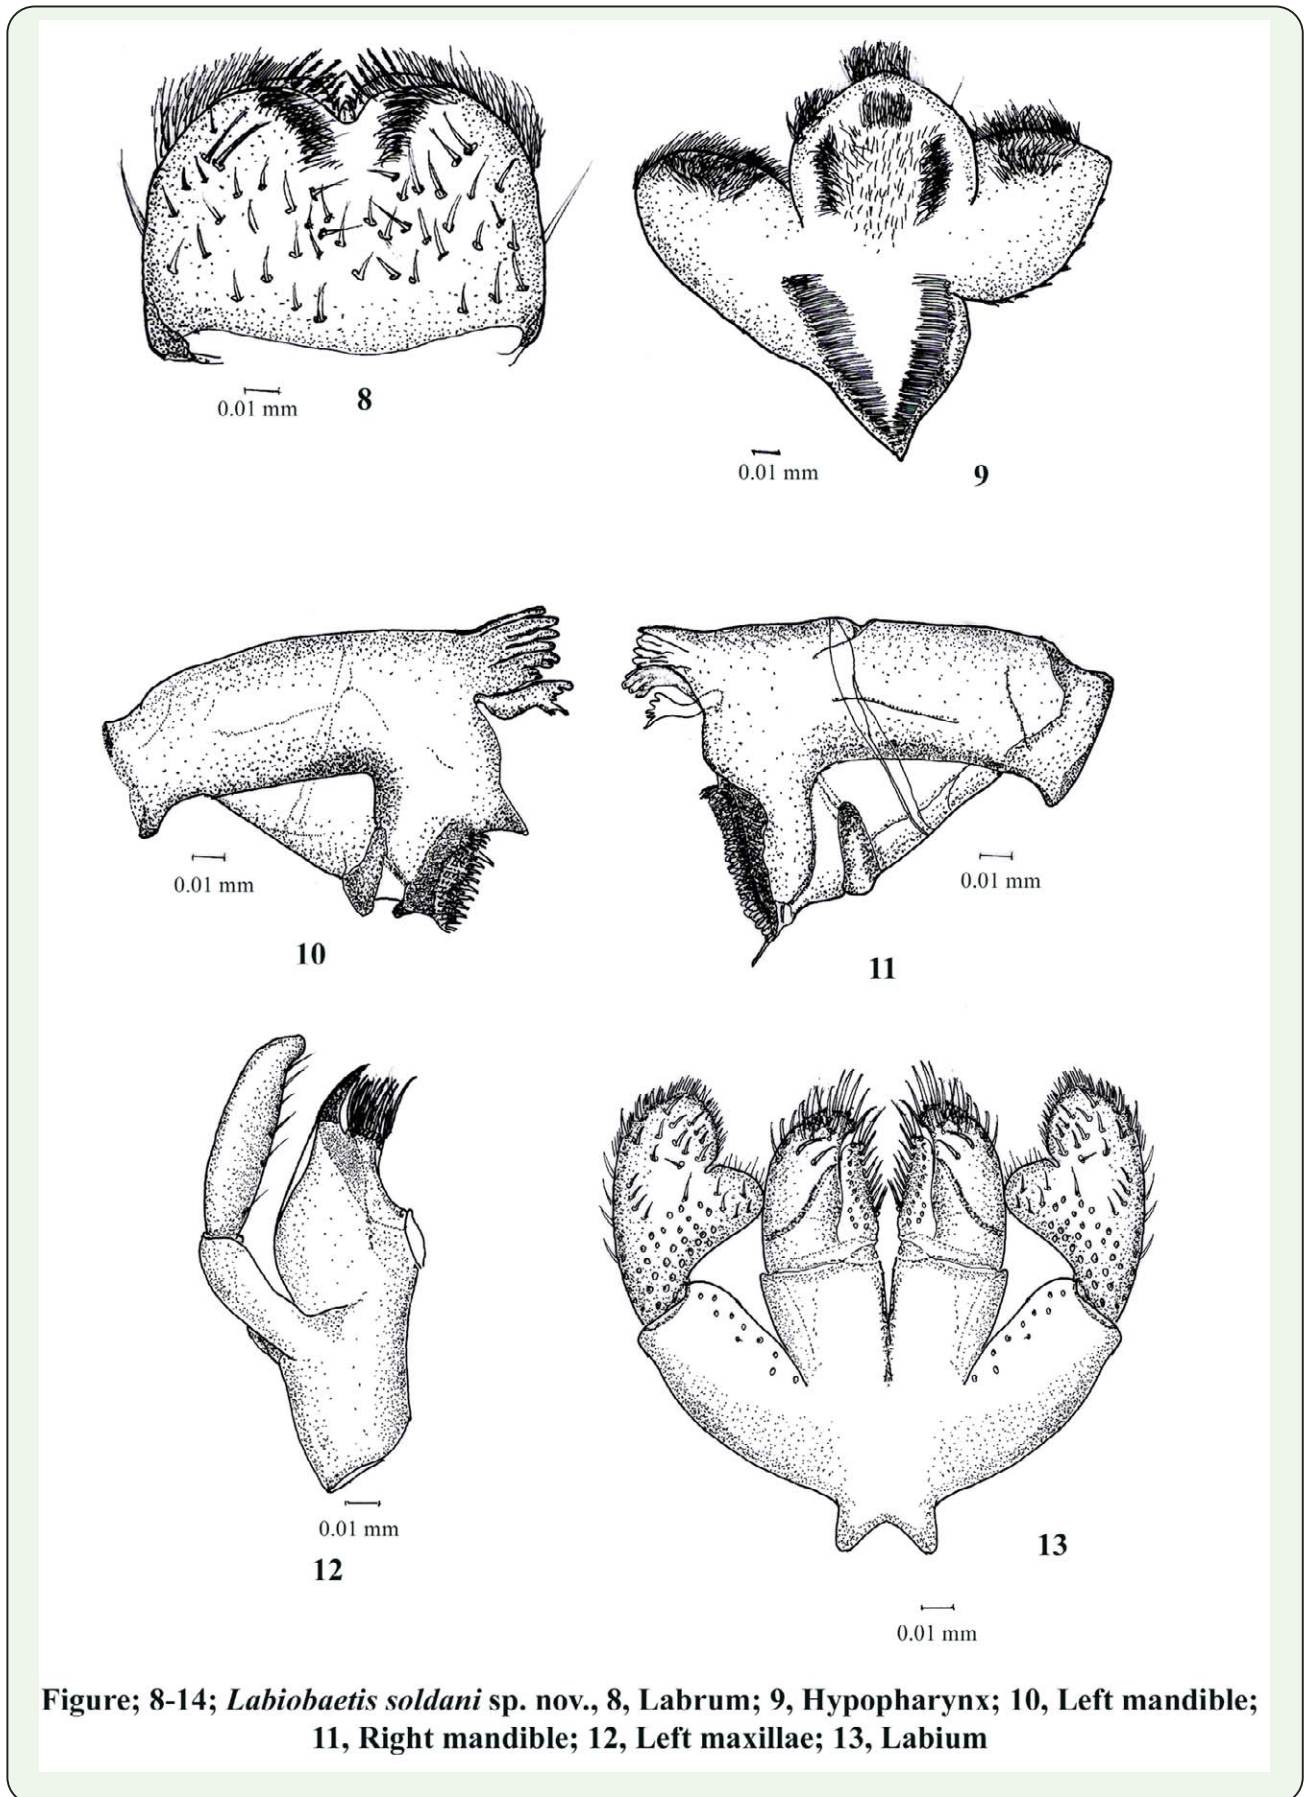 0.01 mm
8
0.01 mm
9
0.01 mm
10
0.01 mm
11
0.01 mm
12
13
0.01 mm
Figure; 8-14; Labiobaetis soldani sp. nov., 8, Labrum; 9, Hypopharynx; 10, Left mandible;
11, Right mandible; 12, Left maxillae; 13, Labium